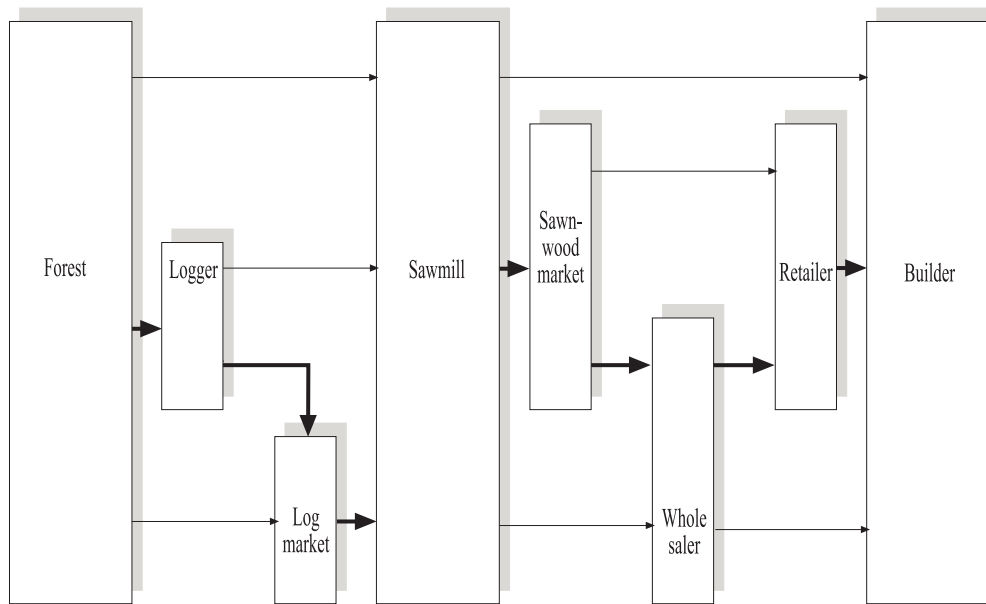 Forest
Logger
Log
market
Sawmill
Sawn-
wood
market
Whole
saler
Retailer
Builder